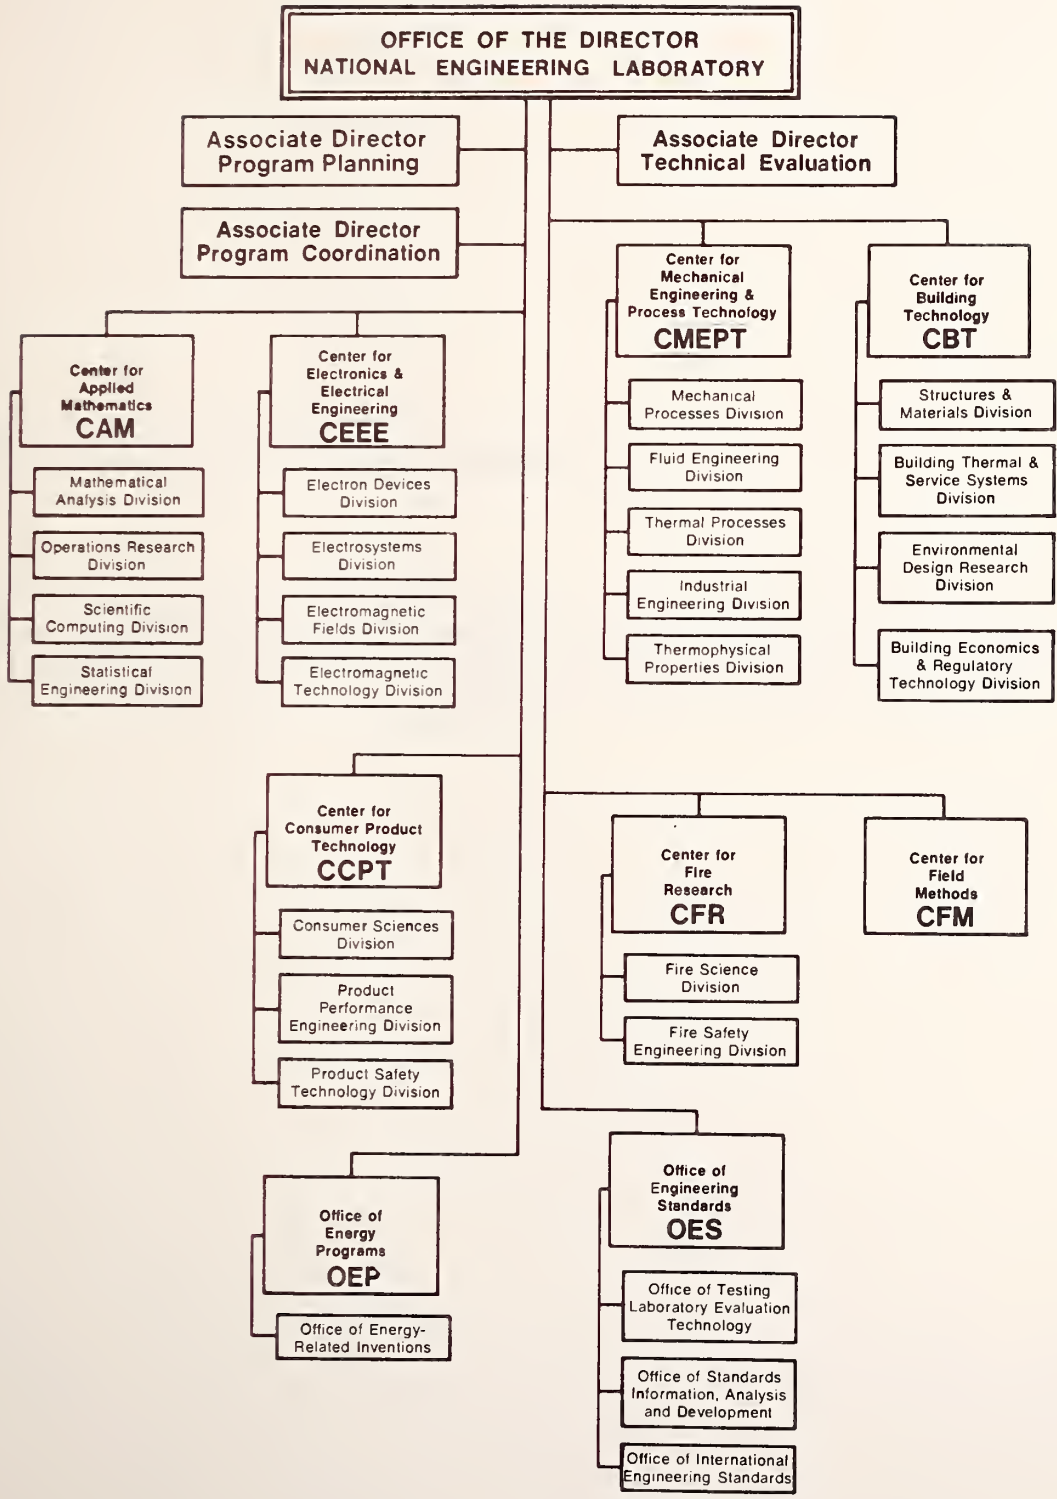 OFFICE OF THE DIRECTOR
NATIONAL ENGINEERING LABORATORY
Associate Director
Program Planning
Associate Director
Technical Evaluation
Associate Director
Program Coordination
Center for
Mechanical
Engineering &
Process Technology
CMEPT
Center for
Building
Technology
CBT
Center for
Applied
Mathematics
CAM
Center for
Electronics &
Electrical
Engineering
CEEE
Mechanical
Processes Division
Fluid Engineering
Division
Thermal Processes
Division
Industrial
Engineering Division
Thermophysical
Properties Division
Structures &
Materials Division
Building Thermal &
Service Systems
Division
Environmental
Design Research
Division
Building Economics
& Regulatory
Technology Division
Mathematical
Analysis Division
Operations Research
Division
Scientific
Computing Division
Statistical
Engineering Division
Electron Devices
Division
Electrosystems
Division
Electromagnetic
Fields Division
Electromagnetic
Technology Division
Center for
Consumer Product
Technology
CCPT
Consumer Sciences
Division
Product
Performance
Engineering Division
Product Safety
Technology Division
Center for
Fire
Research
CFR
Fire Science
Division
Fire Safety
Engineering Division
Center for
Field
Methods
CFM
Office of
Energy
Programs
OEP
Office of Energy-
Related Inventions
Office of
Engineering
Standards
OES
Office of Testing
Laboratory Evaluation
Technology
Office of Standards
Information, Analysis
and Development
Office of International
Engineering Standards